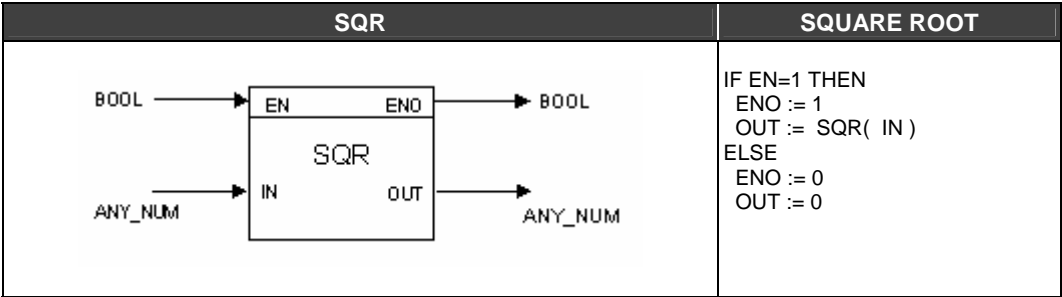 SQR
SQUARE ROOT
BOOL
EN
ENO
BOOL
SQR
IN
OUT
ANY_NUM
ANY_NUM
IF EN=1 THEN
ENO := 1
OUT := SQR( IN )
ELSE
ENO := 0
OUT := 0